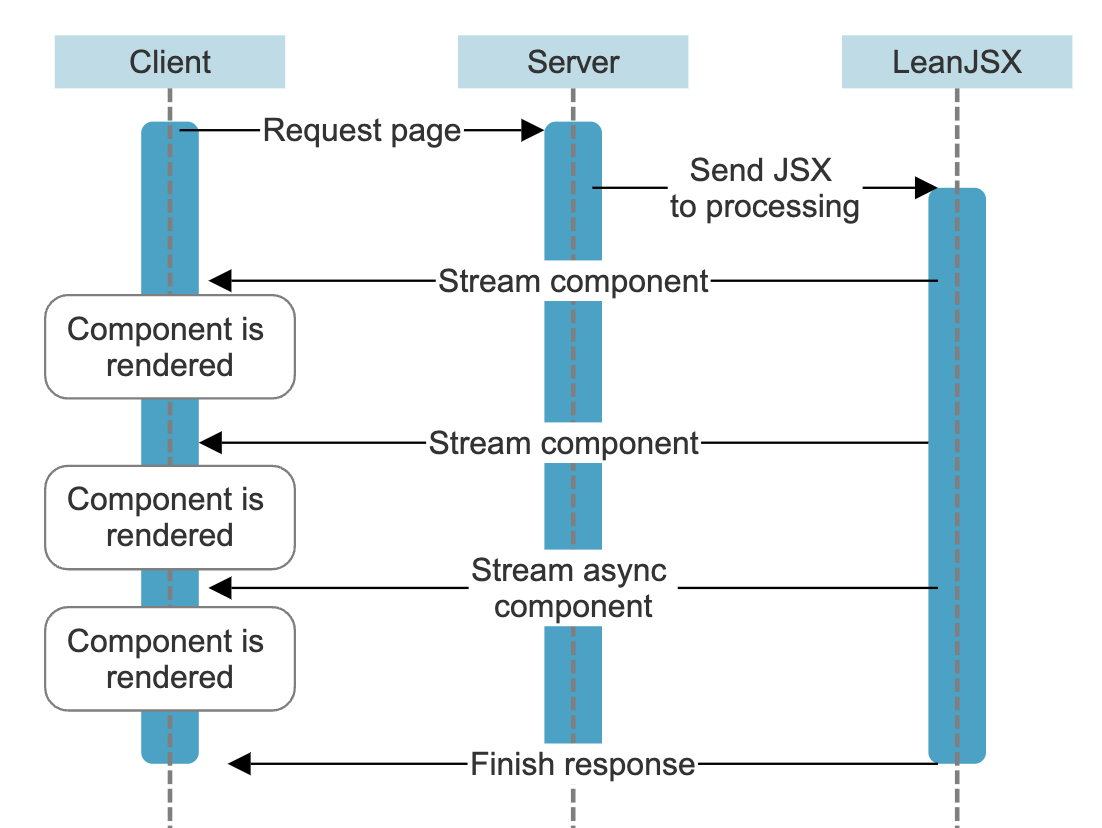 Client
Server
LeanJSX
Request page
Send JSX
to processing
Stream component
Component is
rendered
Stream component
Component is
rendered
Stream async
component
Component is
rendered
Finish response